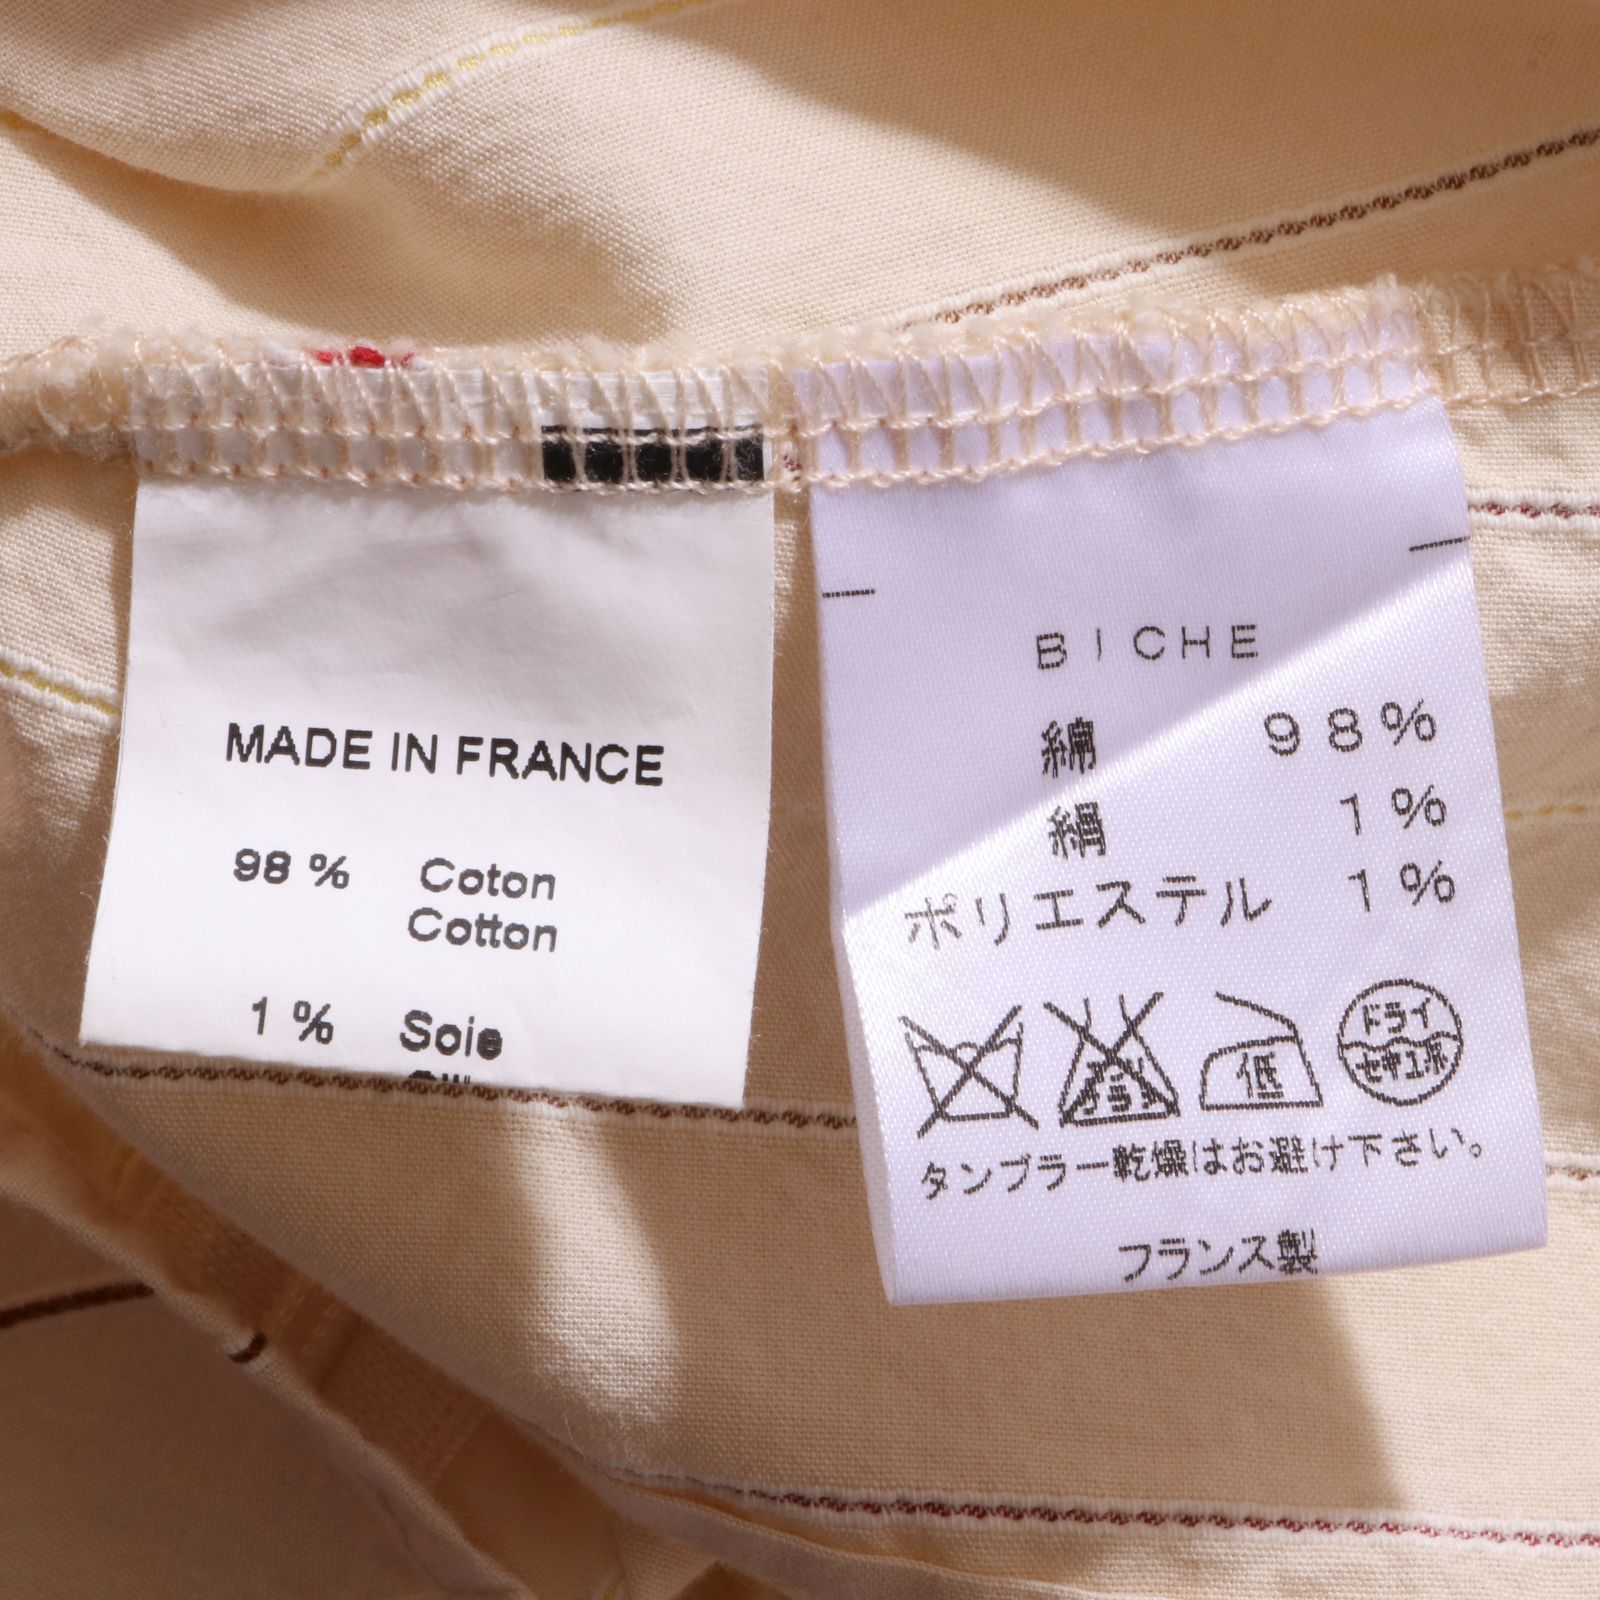 MADE IN FRANCE
98 % Coton
Cotton
1 % Soie
BICHE
綿 98%
絹 1%
ポリエステル 1%
低
ドライ
セキユ系
タンブラー乾燥はお避け下さい。
フランス製